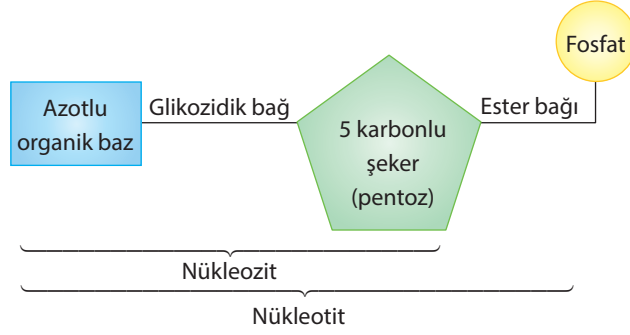 Fosfat
Azotlu
organik baz
Glikozidik bağ
5 karbonlu
şeker
(pentoz)
Ester bağı
Nükleozit
Nükleotit